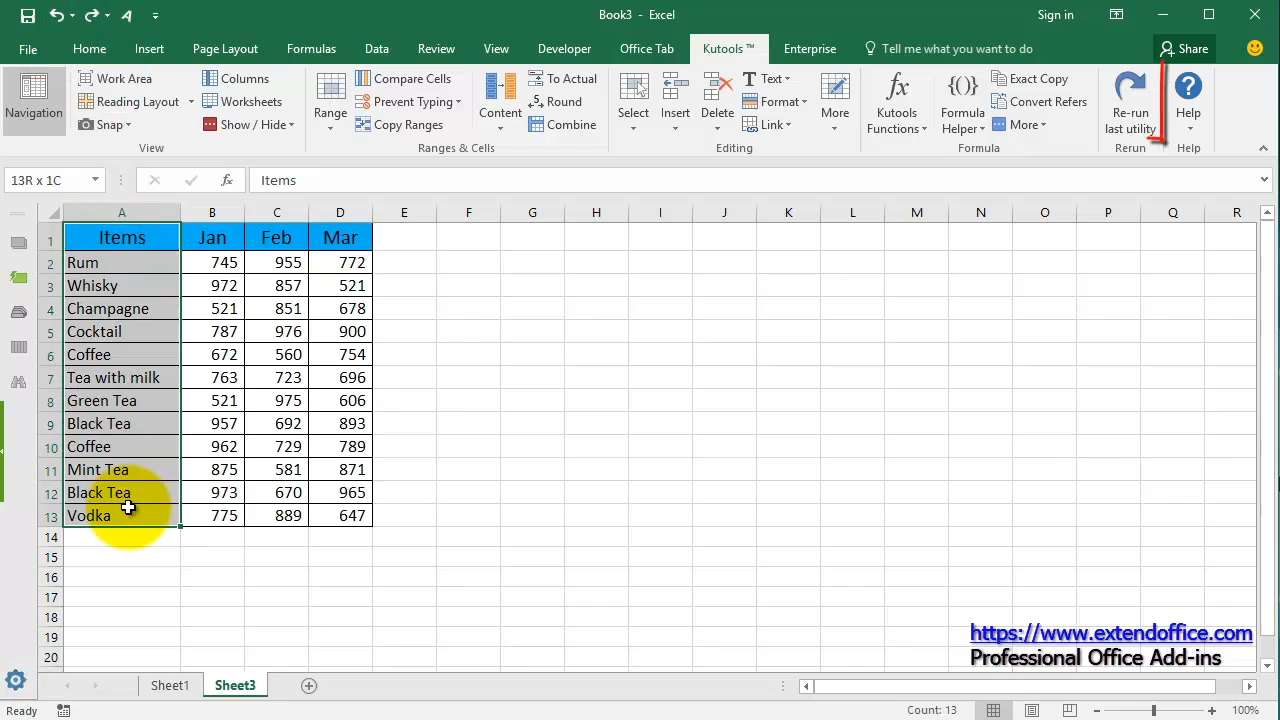 Book3 - Excel
Sign in
File Home Insert Page Layout Formulas Data Review View Developer Office Tab Kutools ™ Enterprise Tell me what you want to do Share
Navigation
Work Area
Reading Layout
Snap
Columns
Worksheets
Show / Hide
View
Range
Compare Cells
Prevent Typing
Copy Ranges
Content
To Actual
Round
Combine
Ranges & Cells
Select
Insert
Delete
Text
Format
Link
More
Editing
Kutools
Functions
Formula
Helper
Exact Copy
Convert Refers
More
Formula
Re-run
last utility
Rerun
Help
Help
13R x 1C
fx
Items
A B C D E F G H I J K L M N O P Q R
1 Items Jan Feb Mar
2 Rum 745 955 772
3 Whisky 972 857 521
4 Champagne 521 851 678
5 Cocktail 787 976 900
6 Coffee 672 560 754
7 Tea with milk 763 723 696
8 Green Tea 521 975 606
9 Black Tea 957 692 893
10 Coffee 962 729 789
11 Mint Tea 875 581 871
12 Black Tea 973 670 965
13 Vodka 775 889 647
14
15
16
17
18
19
20
https://www.extendoffice.com
Professional Office Add-ins
Sheet1 Sheet3
Ready
Count: 13
100%